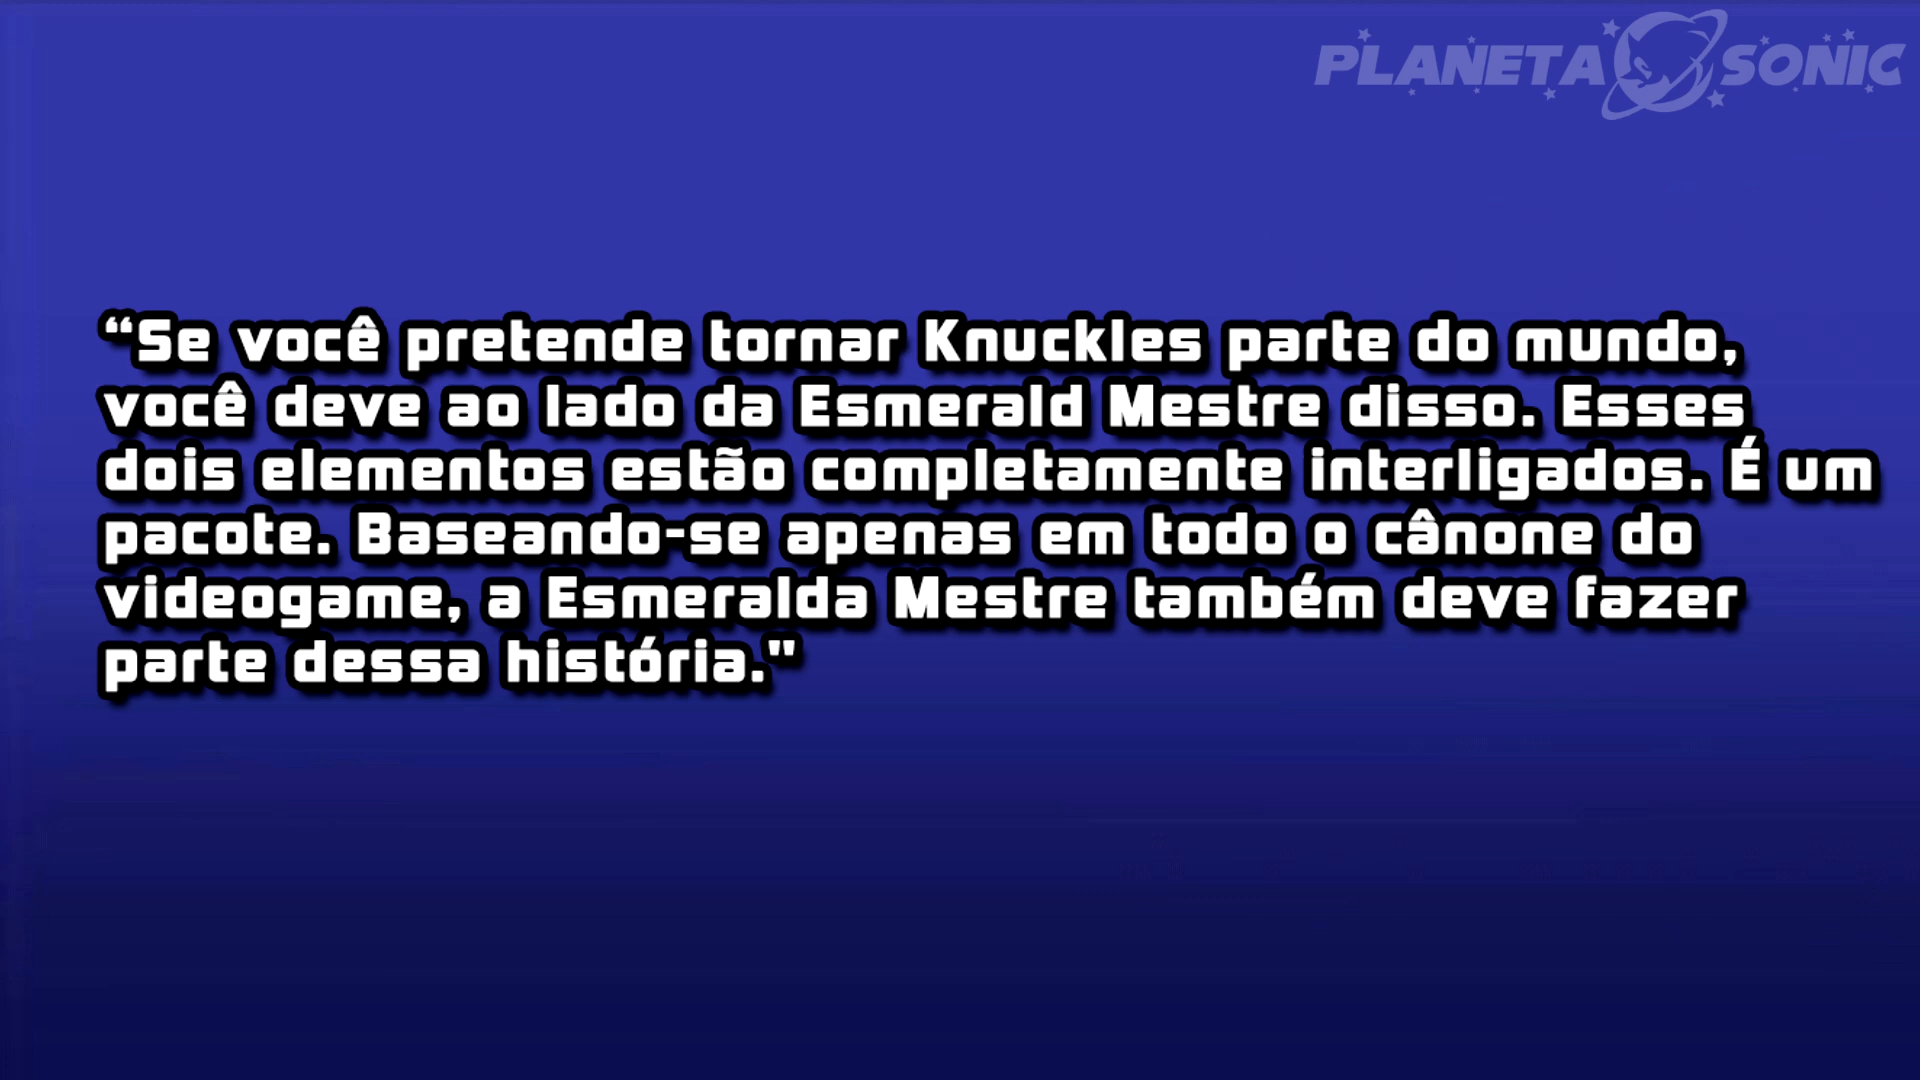 PLANETA SONIC
“Se você pretende tornar Knuckles parte do mundo,
você deve ao lado da Esmerald Mestre disso. Esses
dois elementos estão completamente interligados. É um
pacote. Baseando-se apenas em todo o cânone do
videogame, a Esmeralda Mestre também deve fazer
parte dessa história."